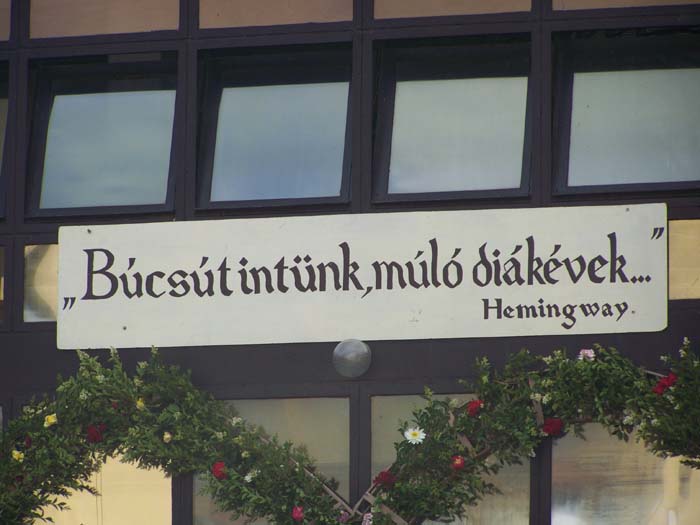 „Búcsút intünk, múló diákévek..."
Hemingway.